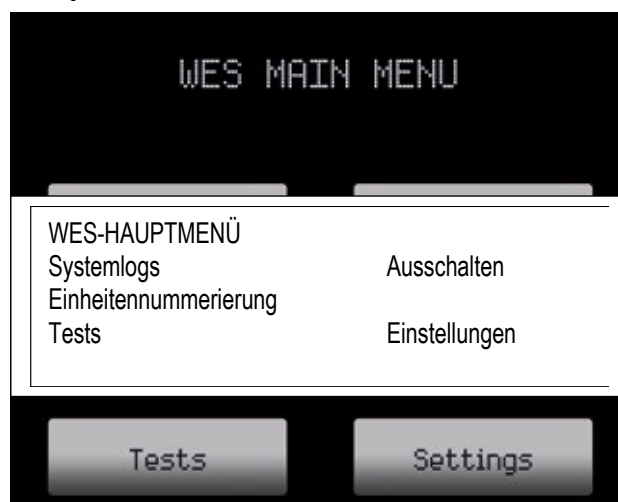 WES MAIN MENU
WES-HAUPTMENÜ
Systemlogs Ausschalten
Einheitennummerierung
Tests Einstellungen
Tests Settings